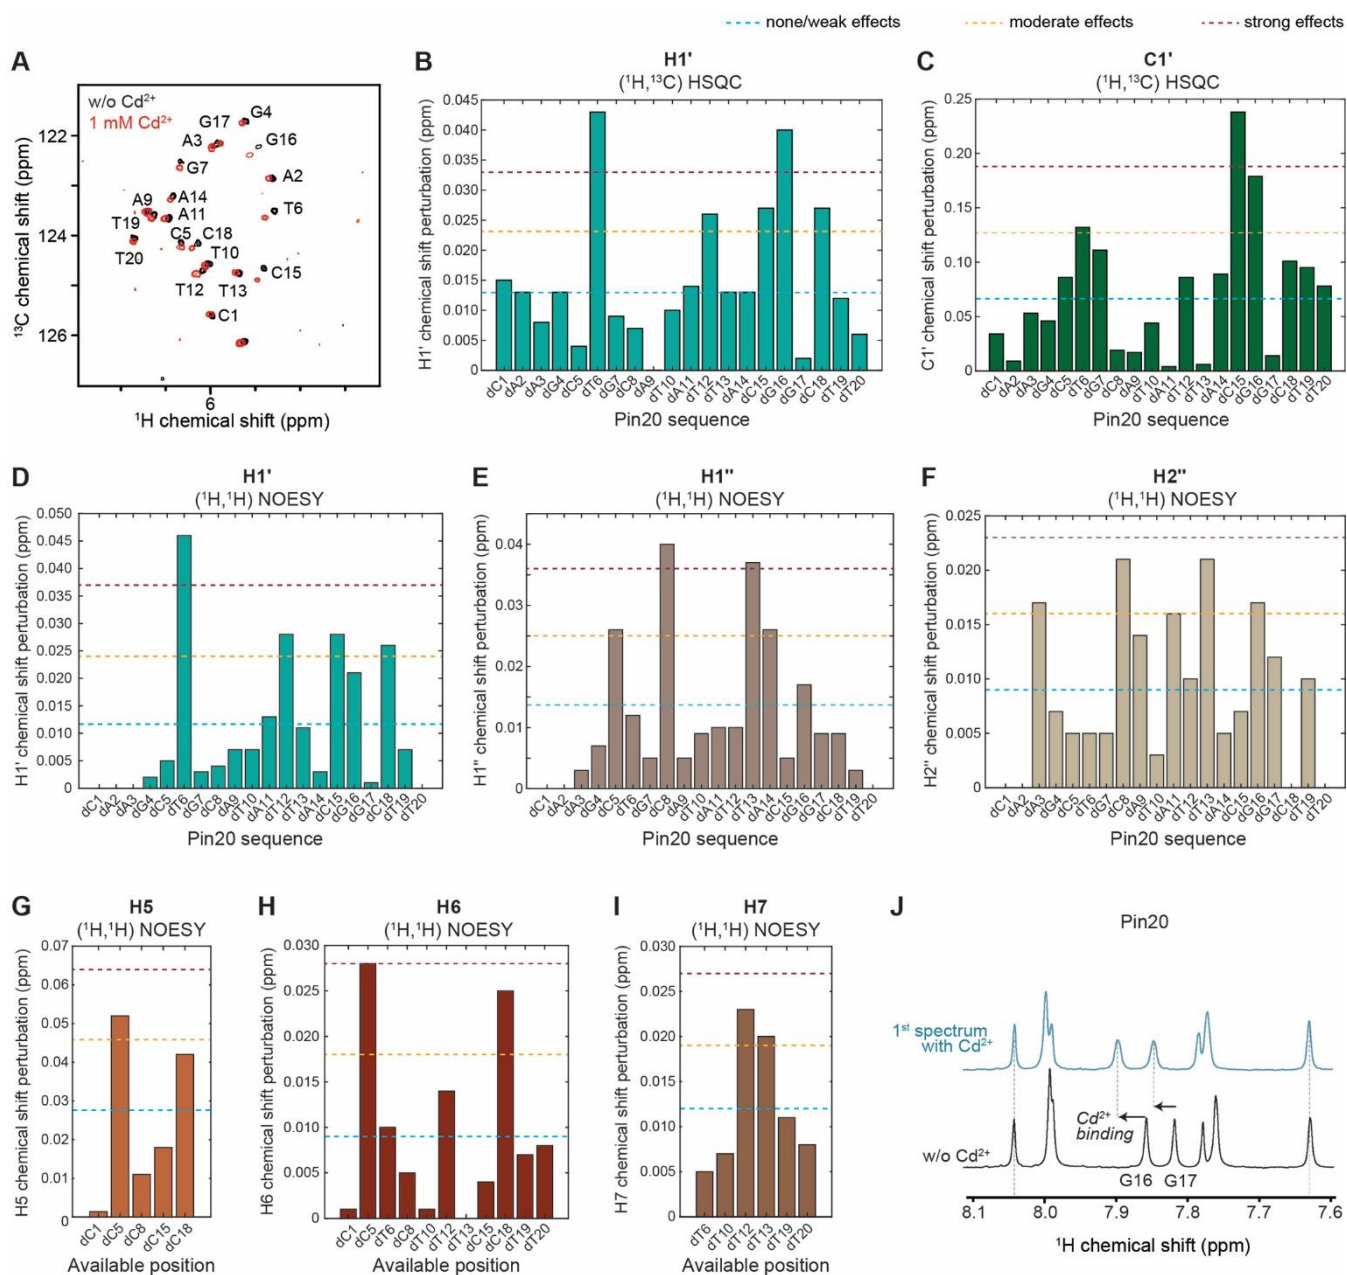 none/weak effects moderate effects strong effects
A
w/o Cd²⁺
1 mM Cd²⁺
G17
G4
A3
G16
G7
A2
A9
A14
T6
T19
A11
C5
C18
T20
T10
C15
T12
T13
C1
122
124
126
¹³C chemical shift (ppm)
6
¹H chemical shift (ppm)
B
H1'
(¹H,¹³C) HSQC
H1' chemical shift perturbation (ppm)
0.045
0.040
0.035
0.030
0.025
0.020
0.015
0.010
0.005
0
dC1 dA2 dA3 dG4 dC5 dT6 dG7 dC8 dA9 dT10 dA11 dT12 dT13 dA14 dC15 dG16 dG17 dC18 dT19 dT20
Pin20 sequence
C
C1'
(¹H,¹³C) HSQC
C1' chemical shift perturbation (ppm)
0.25
0.20
0.15
0.10
0.05
0
dC1 dA2 dA3 dG4 dC5 dT6 dG7 dC8 dA9 dT10 dA11 dT12 dT13 dA14 dC15 dG16 dG17 dC18 dT19 dT20
Pin20 sequence
D
H1'
(¹H,¹H) NOESY
H1' chemical shift perturbation (ppm)
0.050
0.045
0.040
0.035
0.030
0.025
0.020
0.015
0.010
0.005
0
dC1 dA2 dA3 dG4 dC5 dT6 dG7 dC8 dA9 dT10 dA11 dT12 dT13 dA14 dC15 dG16 dG17 dC18 dT19 dT20
Pin20 sequence
E
H1''
(¹H,¹H) NOESY
H1'' chemical shift perturbation (ppm)
0.04
0.03
0.02
0.010
0
dC1 dA2 dA3 dG4 dC5 dT6 dG7 dC8 dA9 dT10 dA11 dT12 dT13 dA14 dC15 dG16 dG17 dC18 dT19 dT20
Pin20 sequence
F
H2''
(¹H,¹H) NOESY
H2'' chemical shift perturbation (ppm)
0.025
0.020
0.015
0.010
0.005
0
dC1 dA2 dA3 dG4 dC5 dT6 dG7 dC8 dA9 dT10 dA11 dT12 dT13 dA14 dC15 dG16 dG17 dC18 dT19 dT20
Pin20 sequence
G
H5
(¹H,¹H) NOESY
H5 chemical shift perturbation (ppm)
0.07
0.06
0.05
0.04
0.03
0.02
0.01
0
dC1 dC5 dC8 dC15 dC18
Available position
H
H6
(¹H,¹H) NOESY
H6 chemical shift perturbation (ppm)
0.030
0.025
0.020
0.015
0.010
0.005
0
dC1 dC5 dT6 dC8 dT10 dT12 dT13 dC15 dC18 dT19 dT20
Available position
I
H7
(¹H,¹H) NOESY
H7 chemical shift perturbation (ppm)
0.030
0.025
0.020
0.015
0.010
0.005
0
dT6 dT10 dT12 dT13 dT19 dT20
Available position
J
Pin20
1ˢᵗ spectrum
with Cd²⁺
Cd²⁺
binding
w/o Cd²⁺
G16 G17
8.1 8.0 7.9 7.8 7.7 7.6
¹H chemical shift (ppm)